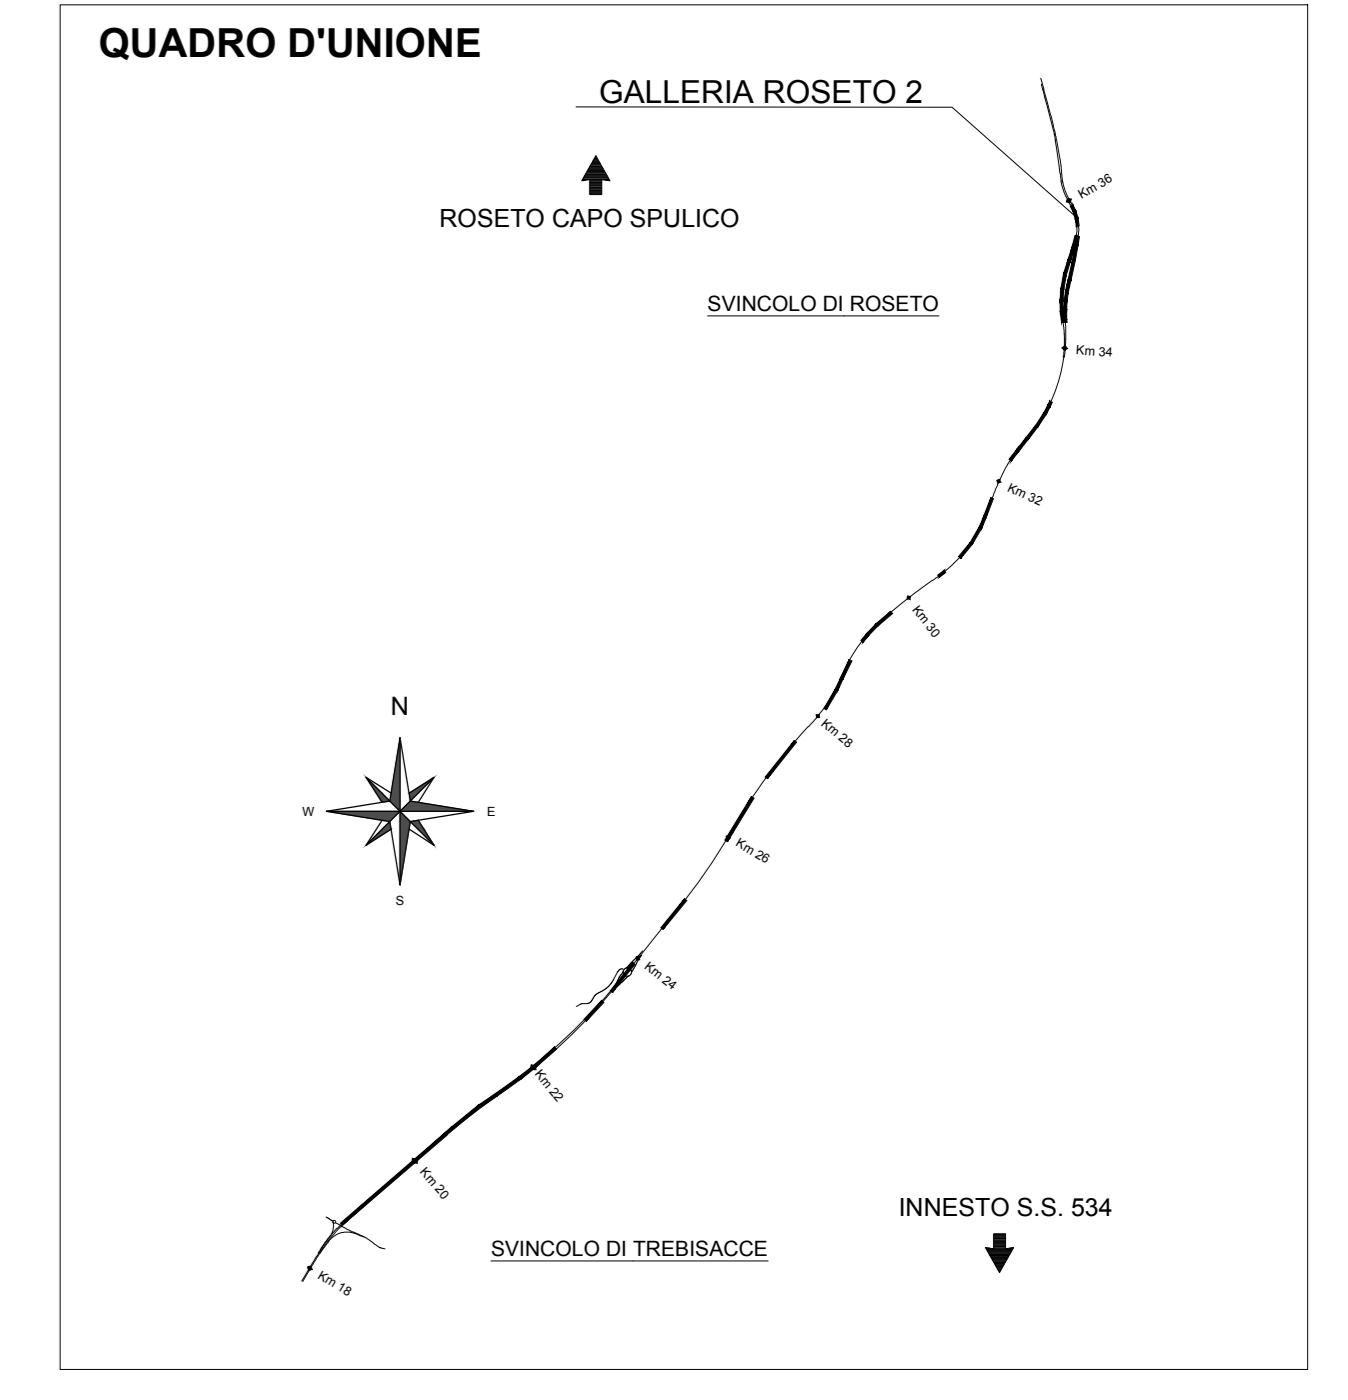 QUADRO D'UNIONE
GALLERIA ROSETO 2
Km 36
ROSETO CAPO SPULICO
SVINCOLO DI ROSETO
Km 34
Km 32
Km 30
N
Km 28
W
E
Km 26
S
Km 24
Km 22
Km 20
INNESTO S.S. 534
SVINCOLO DI TREBISACCE
Km 18